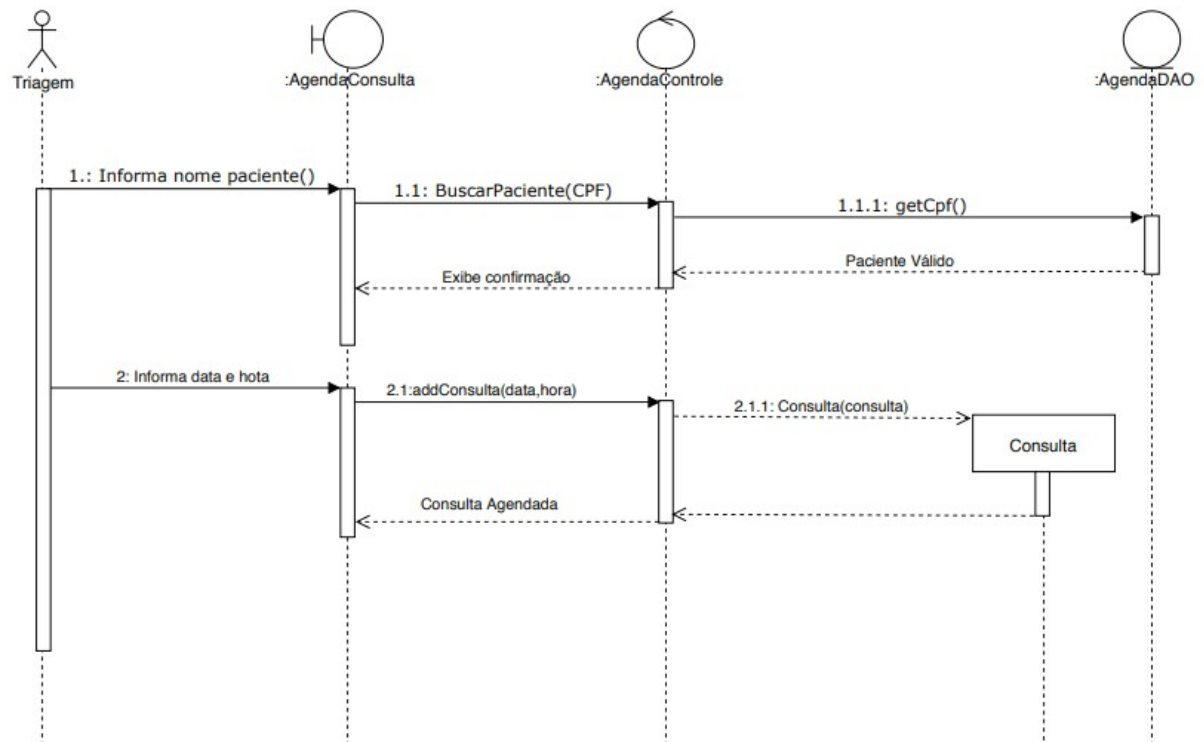 Triagem
:AgendaConsulta
:AgendaControle
:AgendaDAO
1.: Informa nome paciente()
1.1: BuscarPaciente(CPF)
1.1.1: getCpf()
Paciente Válido
Exibe confirmação
2: Informa data e hota
2.1:addConsulta(data,hora)
2.1.1: Consulta(consulta)
Consulta
Consulta Agendada